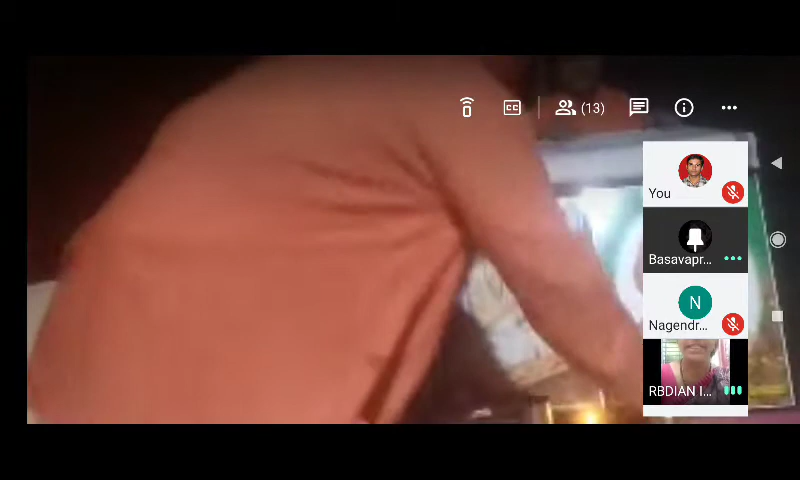 CC
(13)
You
Basavapr...
N
Nagendr...
RBDIAN I...